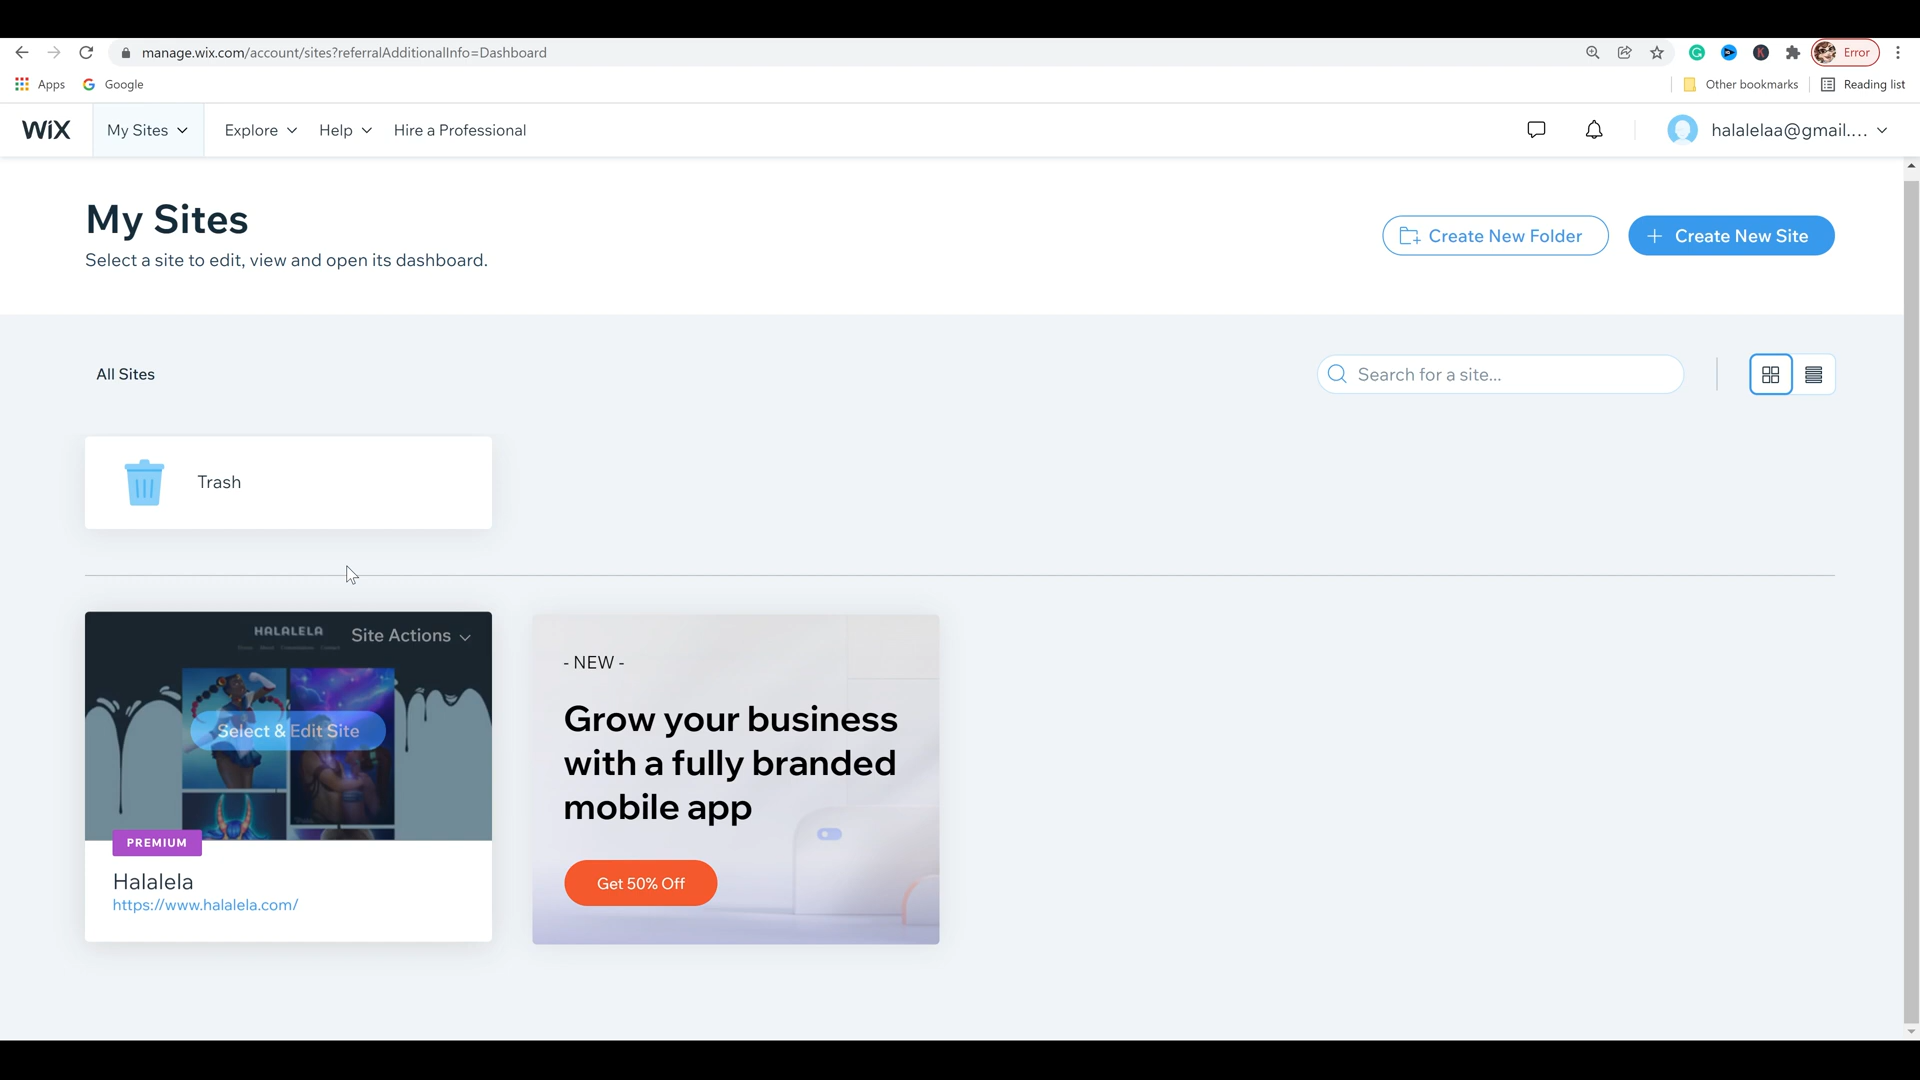 manage.wix.com/account/sites?referralAdditionalInfo=Dashboard
Error
Apps
Google
Other bookmarks
Reading list
WiX
My Sites
Explore
Help
Hire a Professional
halalelaa@gmail....
My Sites
Select a site to edit, view and open its dashboard.
Create New Folder
Create New Site
All Sites
Search for a site...
Trash
HALALELA
Site Actions
Select & Edit Site
PREMIUM
Halalela
https://www.halalela.com/
- NEW -
Grow your business
with a fully branded
mobile app
Get 50% Off